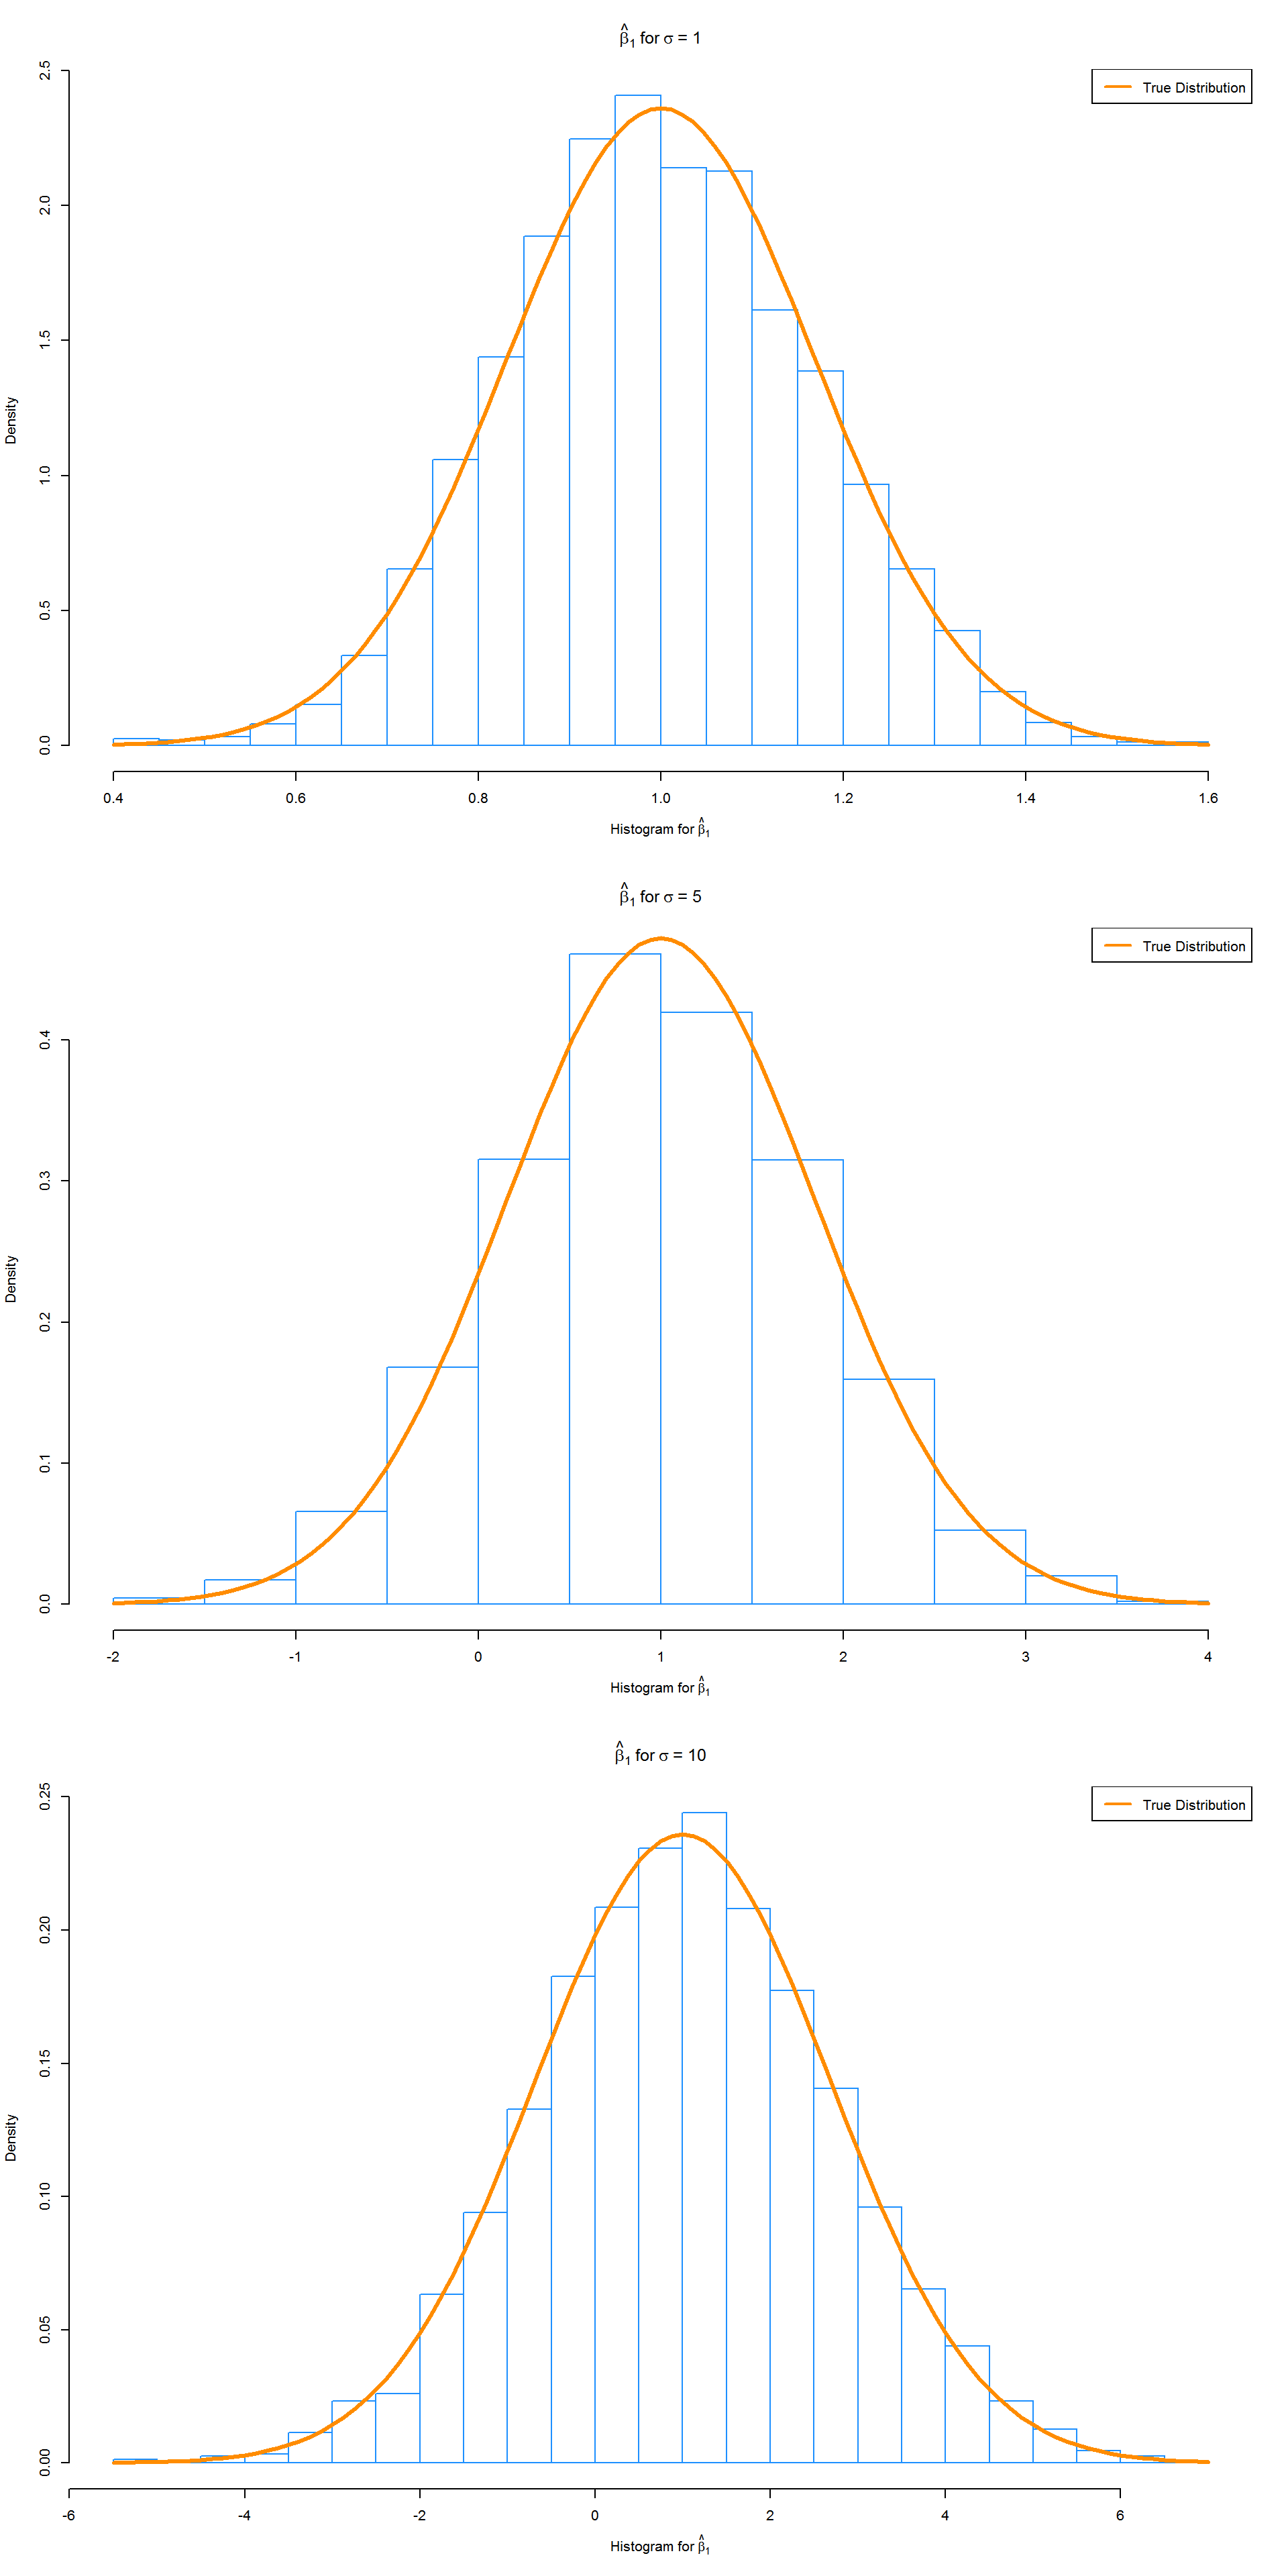 β̂₁ for σ = 1
True Distribution
Density
2.5
2.0
1.5
1.0
0.5
0.0
0.4 0.6 0.8 1.0 1.2 1.4 1.6
Histogram for β̂₁
β̂₁ for σ = 5
True Distribution
Density
0.4
0.3
0.2
0.1
0.0
-2 -1 0 1 2 3 4
Histogram for β̂₁
β̂₁ for σ = 10
True Distribution
Density
0.25
0.20
0.15
0.10
0.05
0.00
-6 -4 -2 0 2 4 6
Histogram for β̂₁